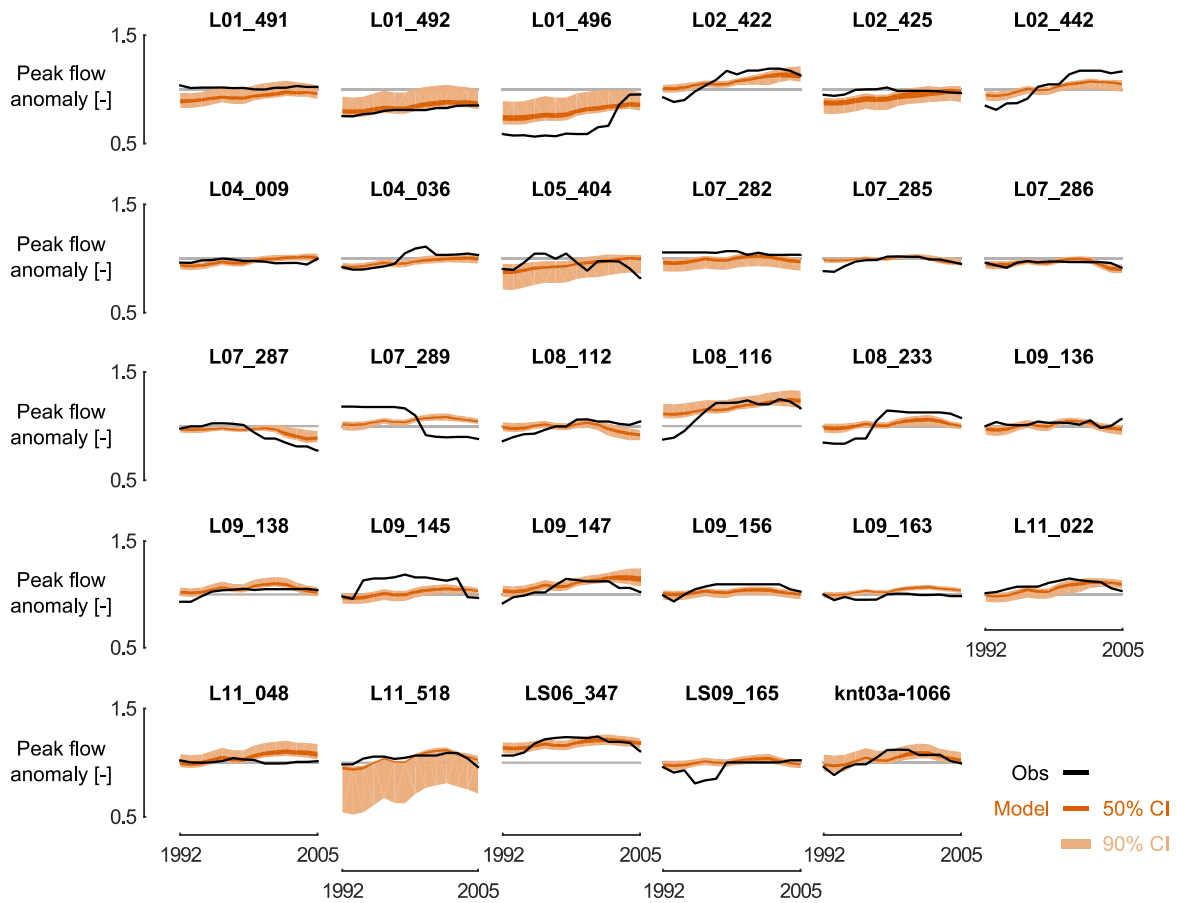 L01_491 L01_492 L01_496 L02_422 L02_425 L02_442
1.5
Peak flow
anomaly [-]
0.5
L04_009 L04_036 L05_404 L07_282 L07_285 L07_286
1.5
Peak flow
anomaly [-]
0.5
L07_287 L07_289 L08_112 L08_116 L08_233 L09_136
1.5
Peak flow
anomaly [-]
0.5
L09_138 L09_145 L09_147 L09_156 L09_163 L11_022
1.5
Peak flow
anomaly [-]
0.5
1992 2005
L11_048 L11_518 LS06_347 LS09_165 knt03a-1066
1.5
Peak flow
anomaly [-]
0.5
Obs
Model 50% CI
90% CI
1992 2005 1992 2005 1992 2005
1992 2005 1992 2005